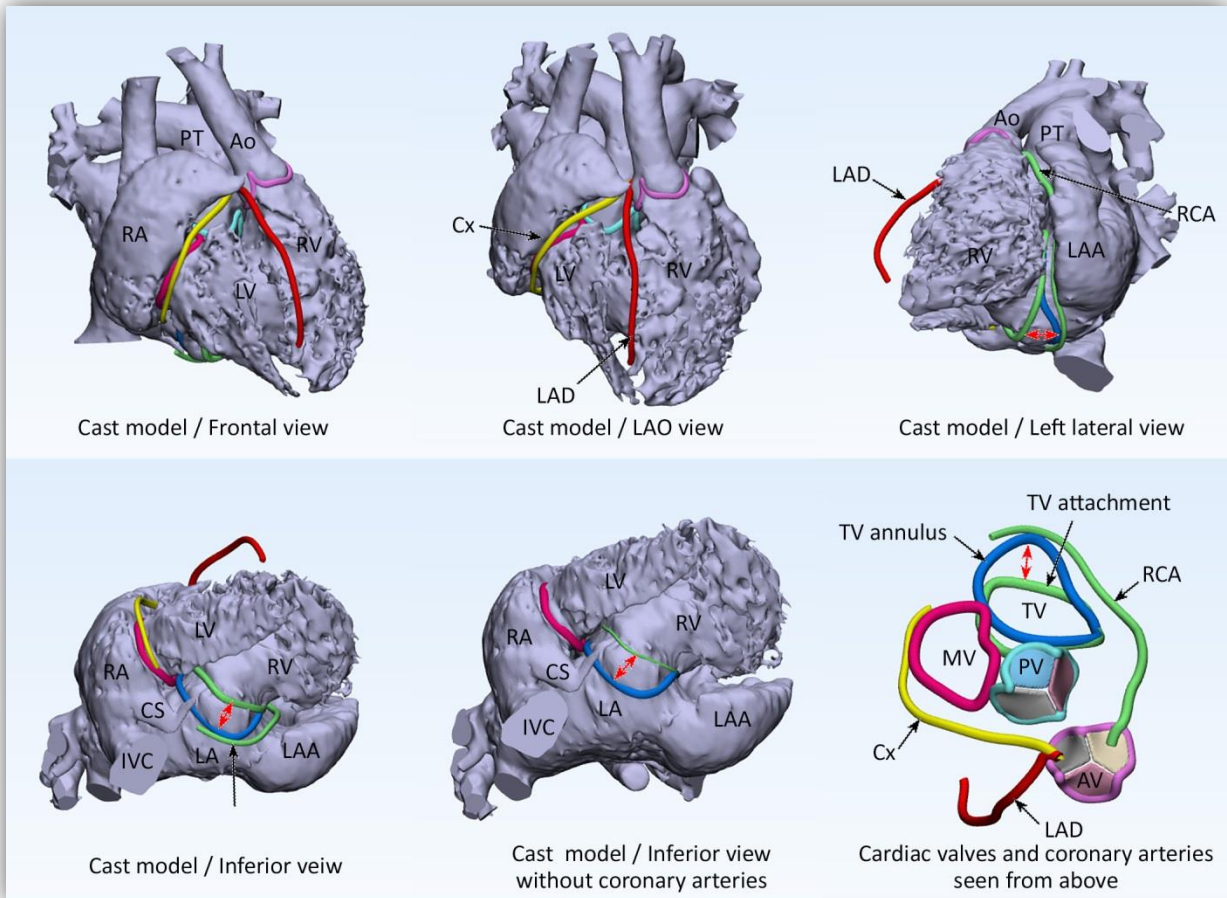 PT
Ao
RA
RV
LV
Cast model / Frontal view
Cx
LV
RV
LAD
Cast model / LAO view
Ao
PT
LAD
RCA
RV
LAA
Cast model / Left lateral view
LV
RA
RV
CS
IVC
LA
LAA
Cast model / Inferior veiw
LV
RA
RV
CS
LA
IVC
LAA
Cast model / Inferior view
without coronary arteries
TV attachment
TV annulus
RCA
TV
MV
PV
Cx
AV
LAD
Cardiac valves and coronary arteries
seen from above